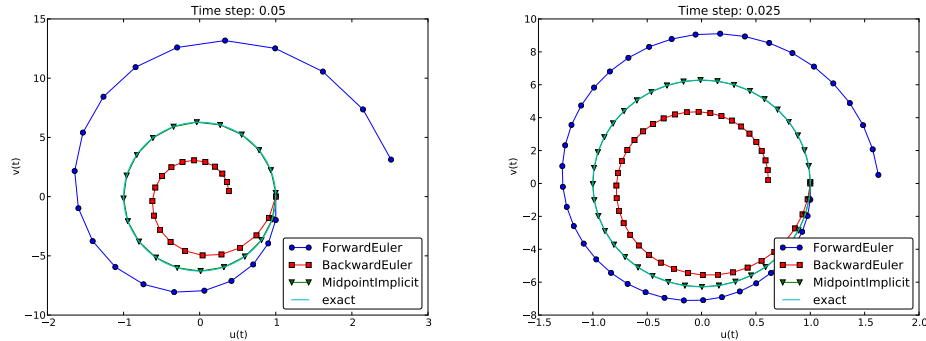 Time step: 0.05
15
10
5
0
−5
−10
v(t)
−2
−1
0
1
2
3
u(t)
ForwardEuler
BackwardEuler
MidpointImplicit
exact
Time step: 0.025
10
8
6
4
2
0
−2
−4
−6
−8
v(t)
−1.5
−1.0
−0.5
0.0
0.5
1.0
1.5
2.0
u(t)
ForwardEuler
BackwardEuler
MidpointImplicit
exact